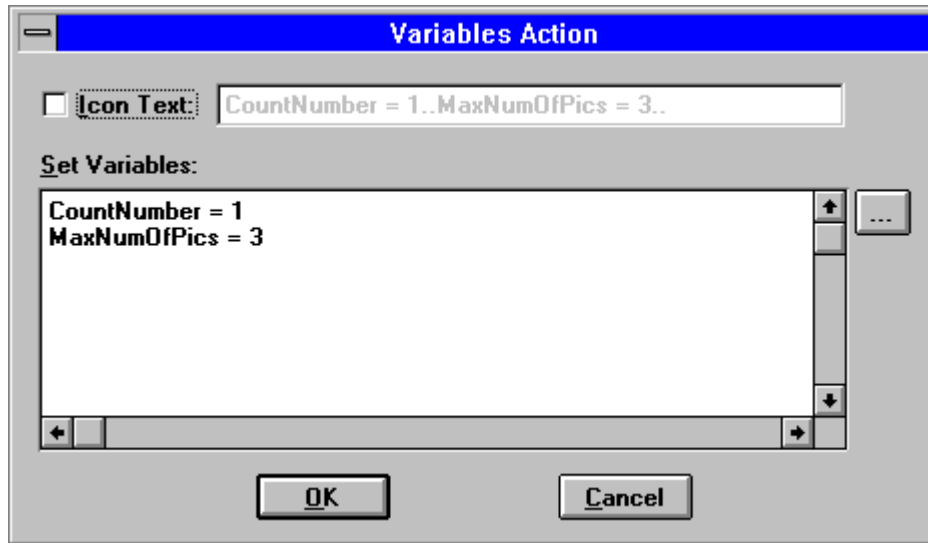 Variables Action
Icon Text: CountNumber = 1..MaxNumOfPics = 3..
Set Variables:
CountNumber = 1
MaxNumOfPics = 3
...
OK Cancel